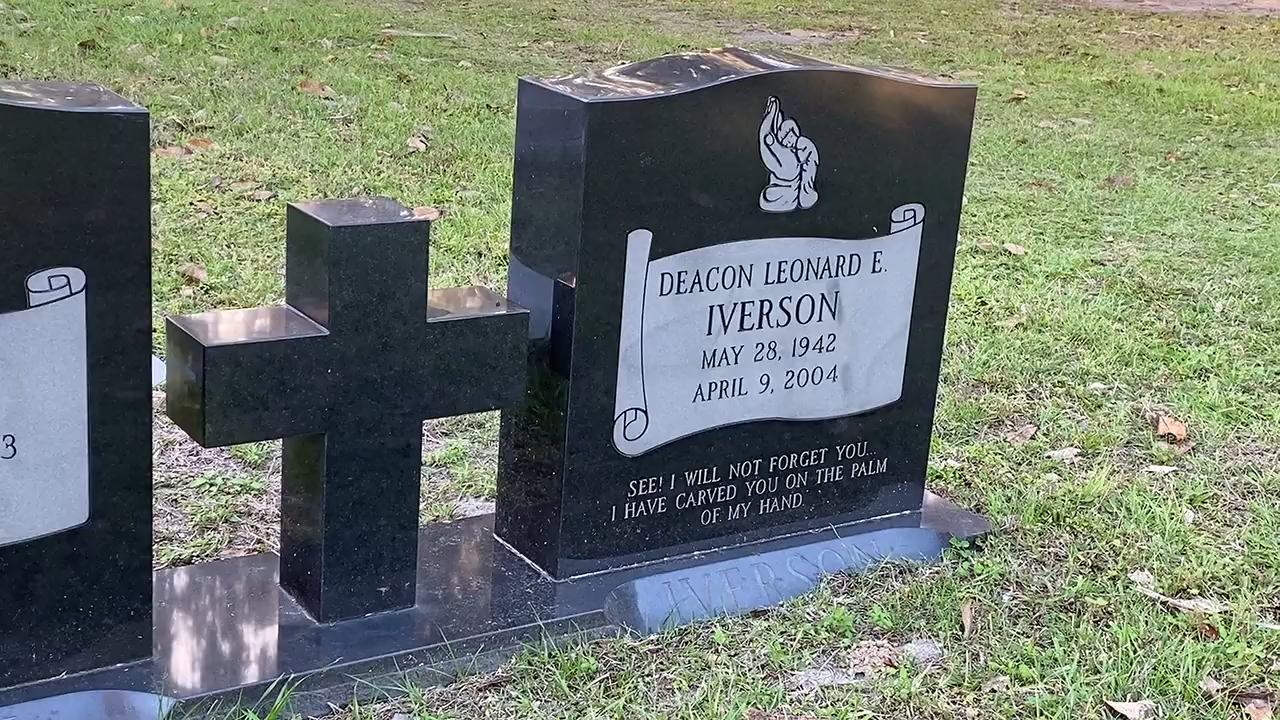 3
DEACON LEONARD E.
IVERSON
MAY 28, 1942
APRIL 9, 2004
SEE! I WILL NOT FORGET YOU...
I HAVE CARVED YOU ON THE PALM
OF MY HAND
IVERSON